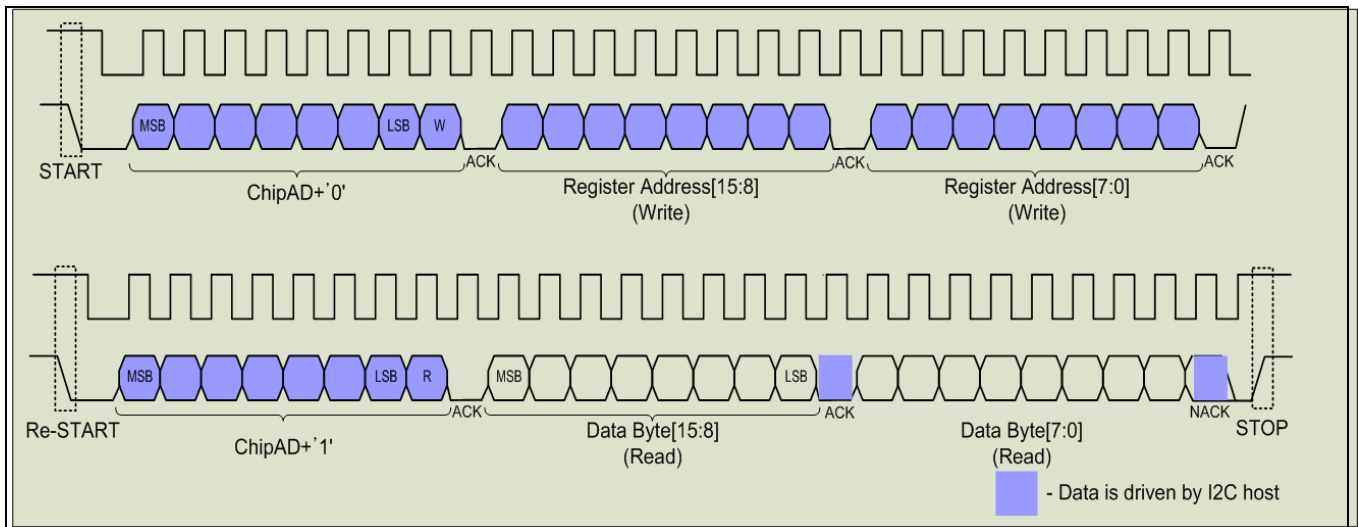 MSB LSB W
START ACK ACK ACK
ChipAD+'0' Register Address[15:8] Register Address[7:0]
(Write) (Write)
MSB LSB R MSB LSB
Re-START ACK ACK NACK STOP
ChipAD+'1' Data Byte[15:8] Data Byte[7:0]
(Read) (Read)
- Data is driven by I2C host